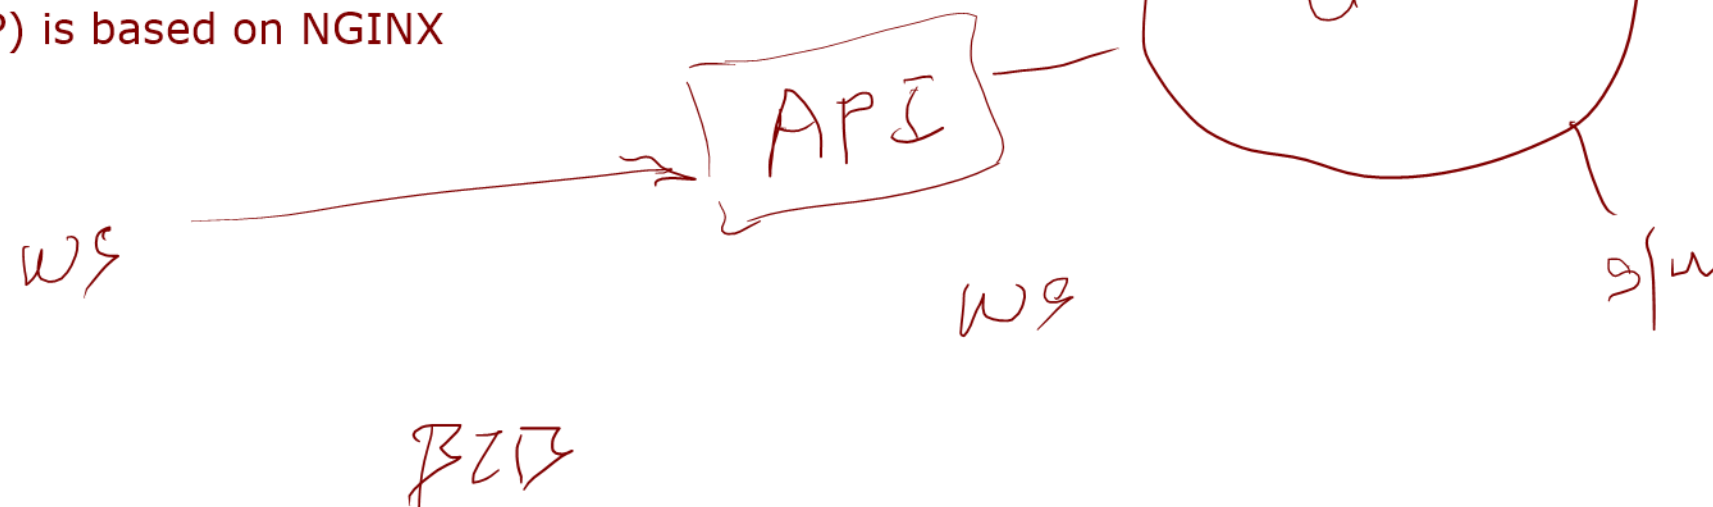 P) is based on NGINX
API
WS
WS
s/w
B2B